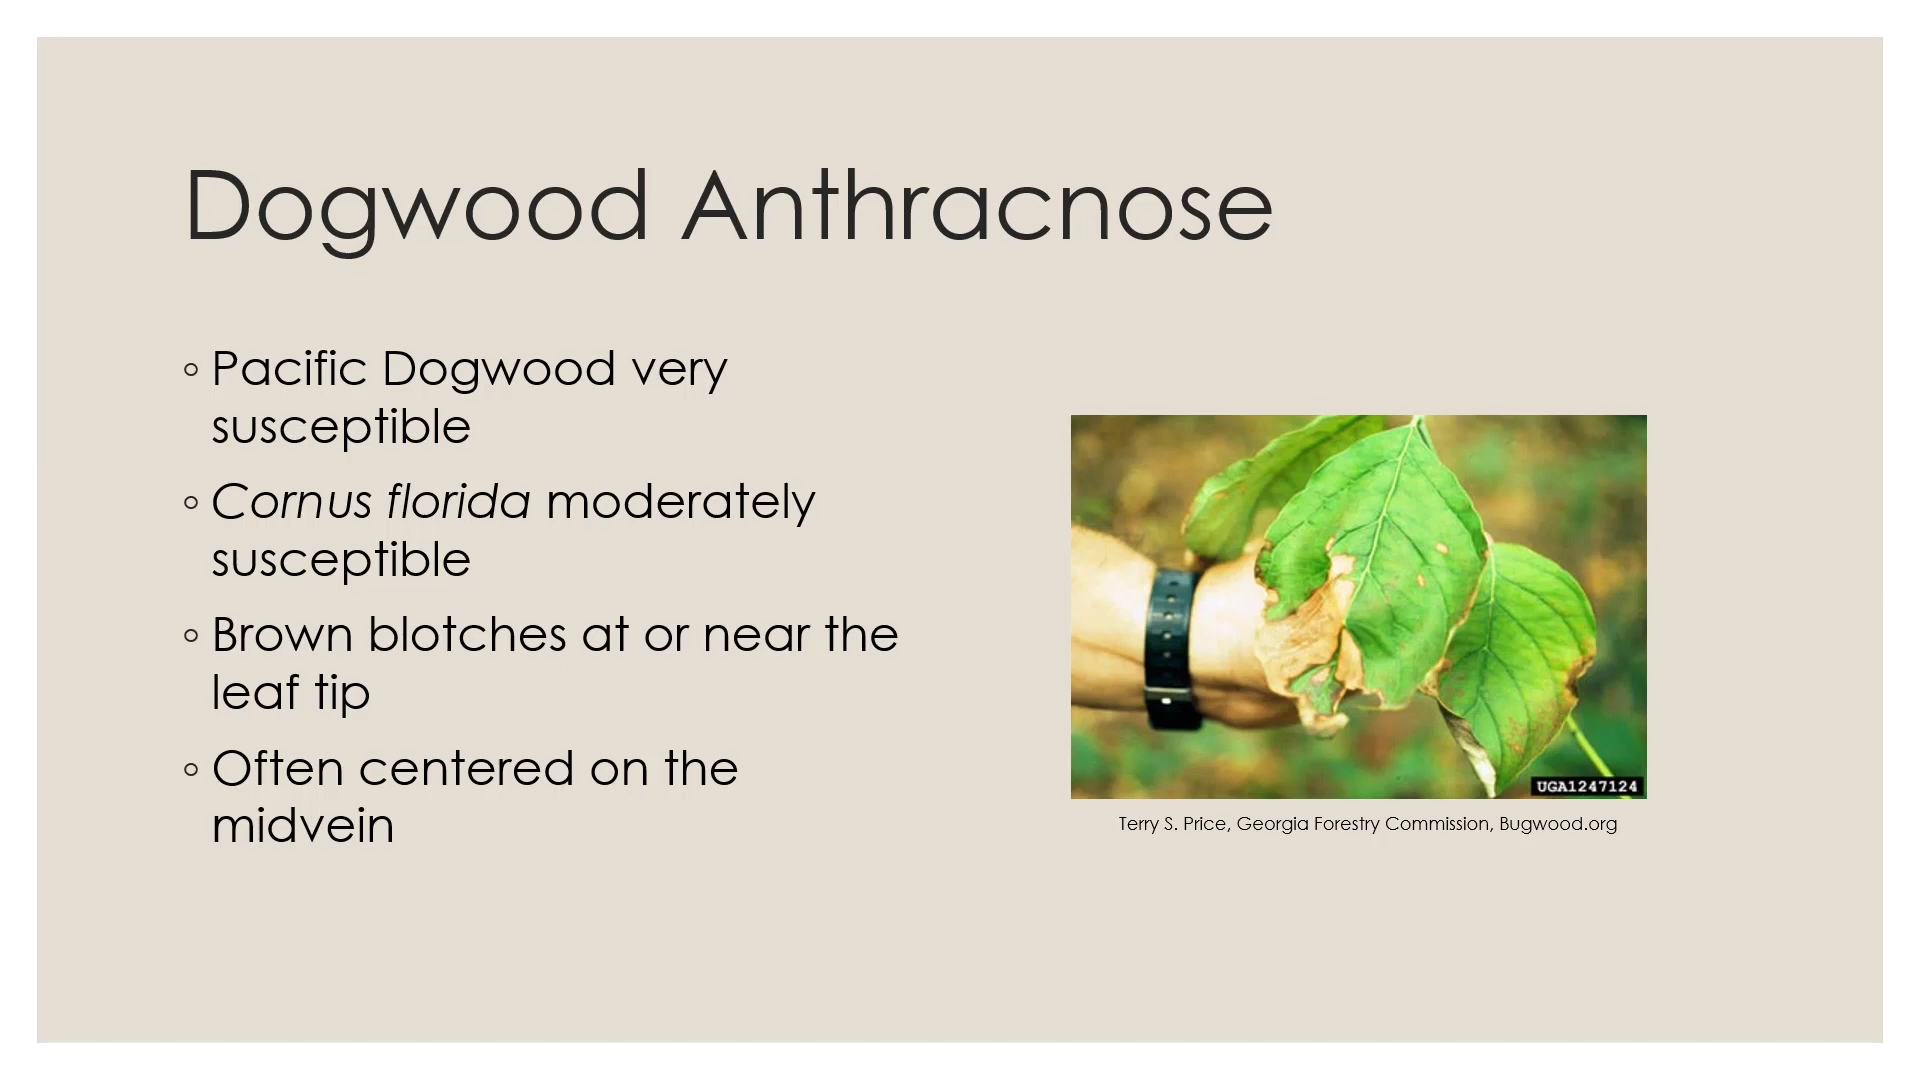 Dogwood Anthracnose
◦ Pacific Dogwood very
susceptible
◦ Cornus florida moderately
susceptible
◦ Brown blotches at or near the
leaf tip
◦ Often centered on the
midvein
UGA1247124
Terry S. Price, Georgia Forestry Commission, Bugwood.org